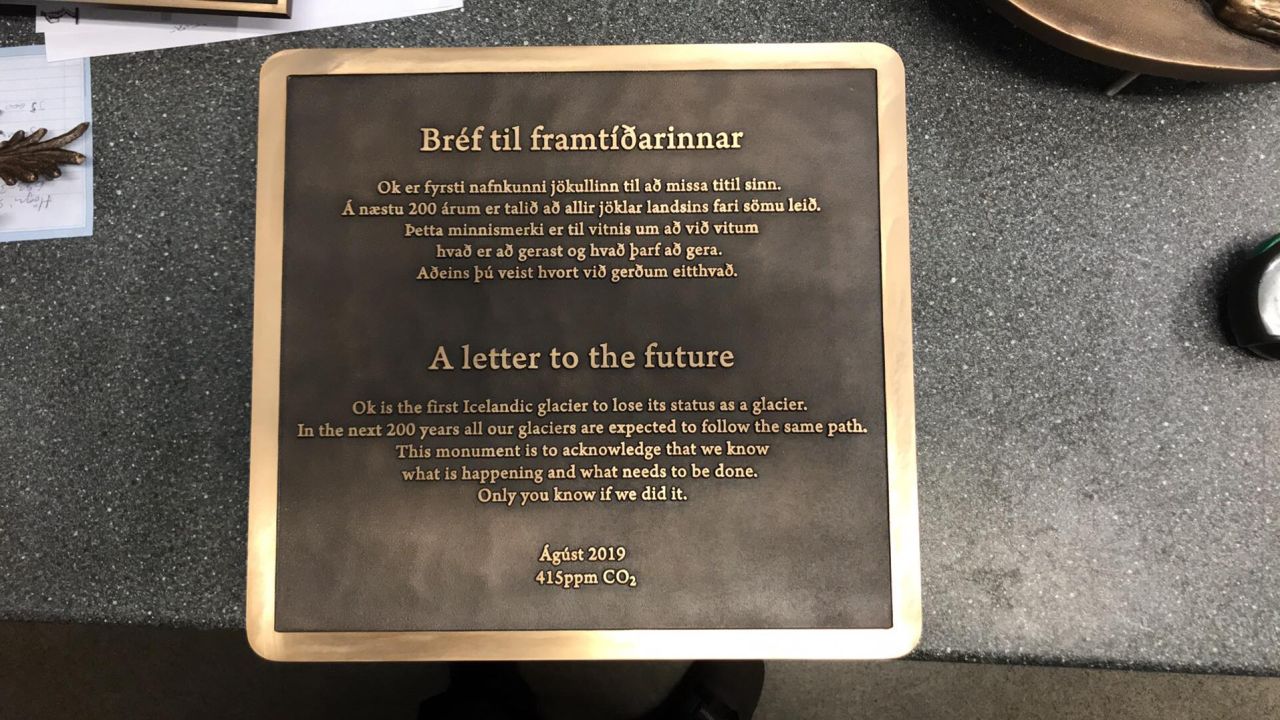 Bréf til framtíðarinnar
Ok er fyrsti nafnkunni jökullinn til að missa titil sinn.
Á næstu 200 árum er talið að allir jöklar landsins fari sömu leið.
Þetta minnismerki er til vitnis um að við vitum
hvað er að gerast og hvað þarf að gera.
Aðeins þú veist hvort við gerðum eitthvað.
A letter to the future
Ok is the first Icelandic glacier to lose its status as a glacier.
In the next 200 years all our glaciers are expected to follow the same path.
This monument is to acknowledge that we know
what is happening and what needs to be done.
Only you know if we did it.
Ágúst 2019
415ppm CO₂